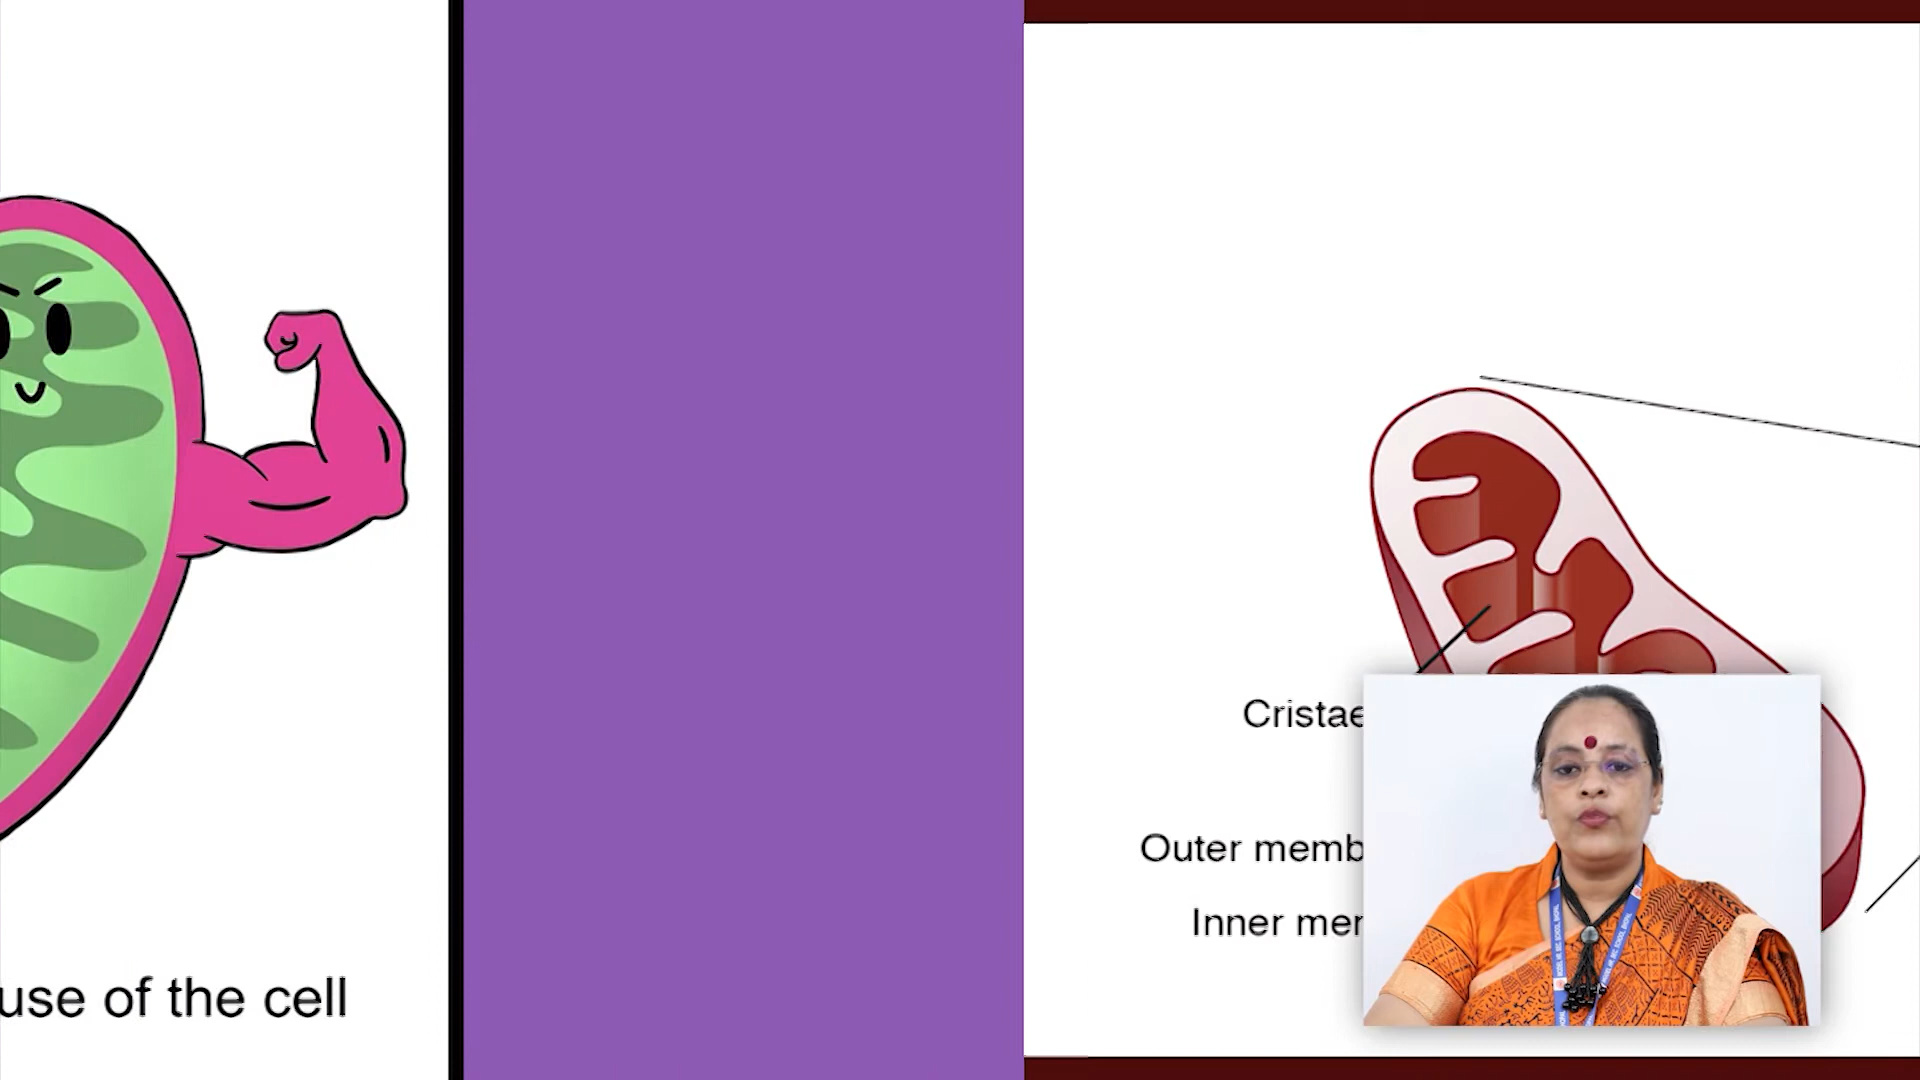 use of the cell
Cristae
Outer memb
Inner mer